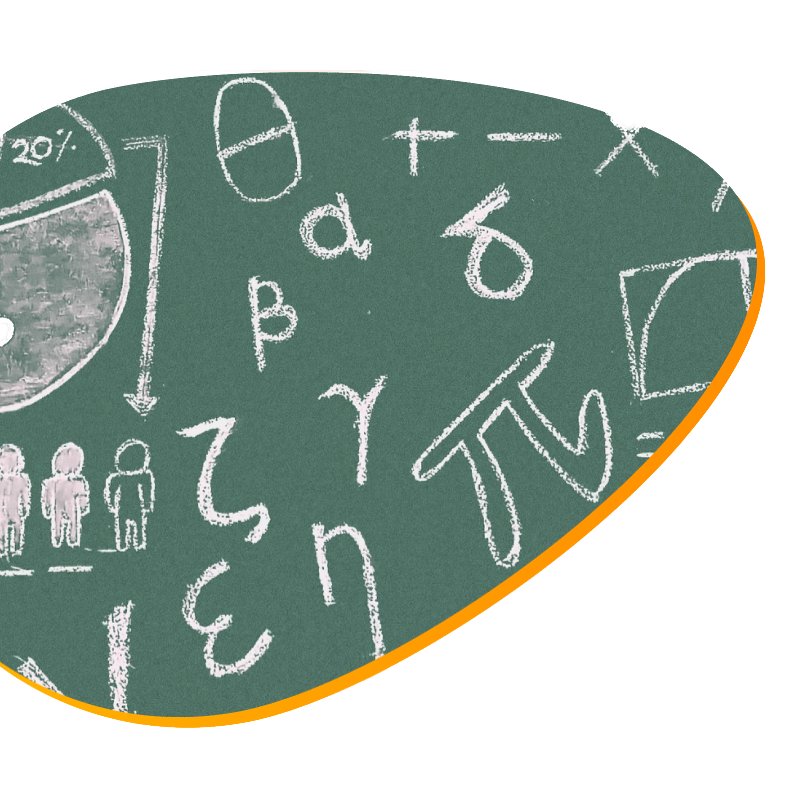 20%
θ
+ − ×
α
δ
β
γ
π
ζ
η
ε
=